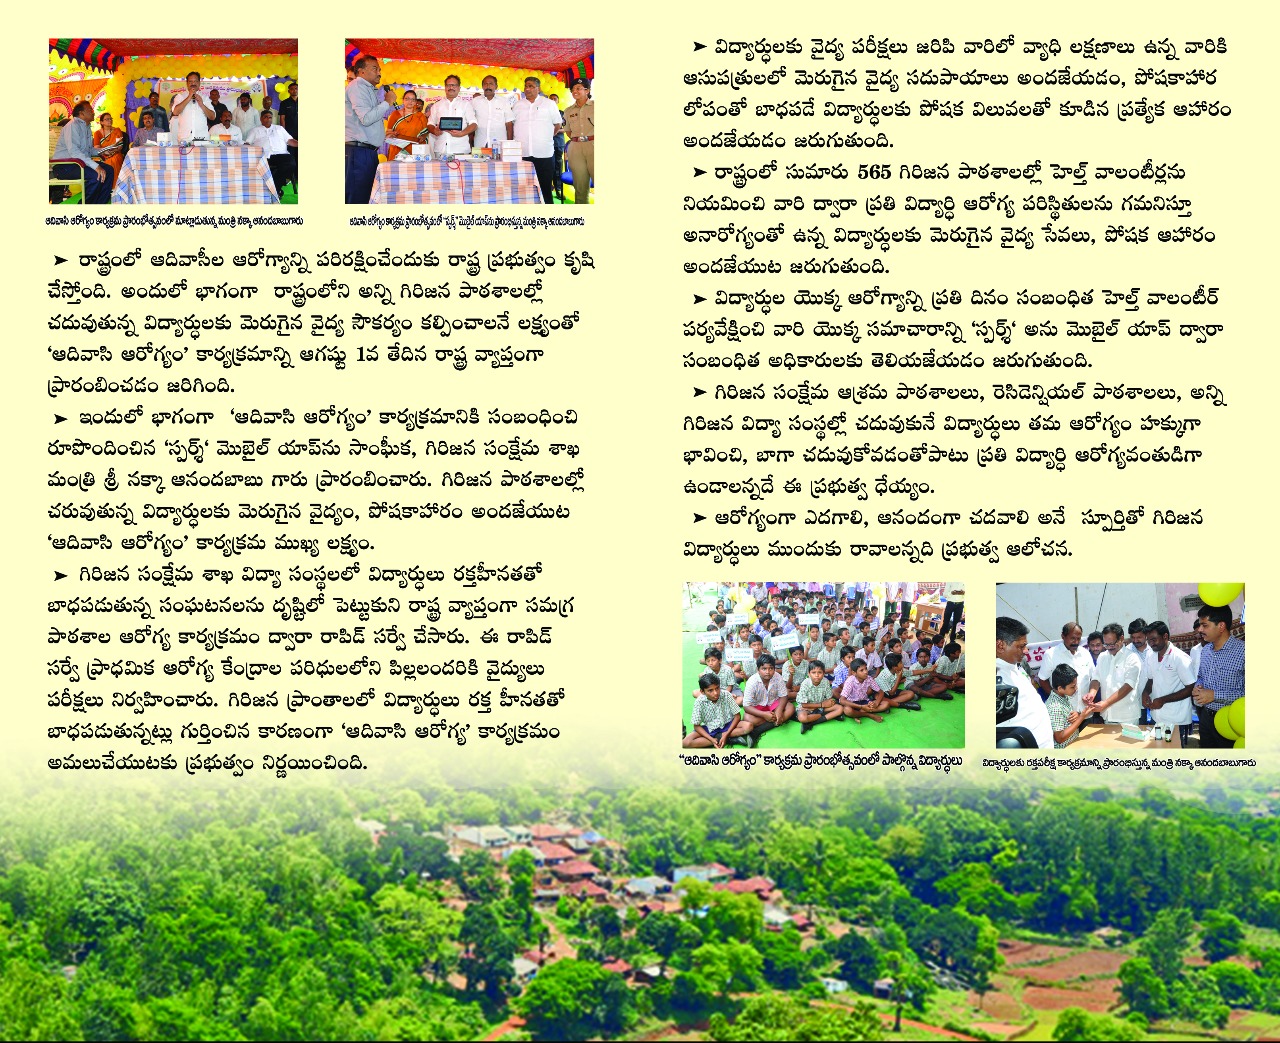 ఆదివాసి ఆరోగ్యం కార్యక్రమ ప్రారంభోత్సవంలో మాట్లాడుతున్న మంత్రి నక్కా ఆనందబాబుగారు
ఆదివాసి ఆరోగ్యం కార్యక్రమ ప్రారంభోత్సవంలో "స్పర్శ్" మొబైల్ యాప్‌ను ప్రారంభిస్తున్న మంత్రి నక్కా ఆనందబాబుగారు
➤ రాష్ట్రంలో ఆదివాసీల ఆరోగ్యాన్ని పరిరక్షించేందుకు రాష్ట్ర ప్రభుత్వం కృషి
చేస్తోంది. అందులో భాగంగా రాష్ట్రంలోని అన్ని గిరిజన పాఠశాలల్లో
చదువుతున్న విద్యార్ధులకు మెరుగైన వైద్య సౌకర్యం కల్పించాలనే లక్ష్యంతో
'ఆదివాసి ఆరోగ్యం' కార్యక్రమాన్ని ఆగష్టు 1వ తేదిన రాష్ట్ర వ్యాప్తంగా
ప్రారంబించడం జరిగింది.
➤ ఇందులో భాగంగా 'ఆదివాసి ఆరోగ్యం' కార్యక్రమానికి సంబంధించి
రూపొందించిన 'స్పర్శ్' మొబైల్ యాప్‌ను సాంఘీక, గిరిజన సంక్షేమ శాఖ
మంత్రి శ్రీ నక్కా ఆనందబాబు గారు ప్రారంబించారు. గిరిజన పాఠశాలల్లో
చరువుతున్న విద్యార్ధులకు మెరుగైన వైద్యం, పోషకాహారం అందజేయుట
'ఆదివాసి ఆరోగ్యం' కార్యక్రమ ముఖ్య లక్ష్యం.
➤ గిరిజన సంక్షేమ శాఖ విద్యా సంస్థలలో విద్యార్ధులు రక్తహీనతతో
బాధపడుతున్న సంఘటనలను దృష్టిలో పెట్టుకుని రాష్ట్ర వ్యాప్తంగా సమగ్ర
పాఠశాల ఆరోగ్య కార్యక్రమం ద్వారా రాపిడ్ సర్వే చేసారు. ఈ రాపిడ్
సర్వే ప్రాధమిక ఆరోగ్య కేంద్రాల పరిధులలోని పిల్లలందరికి వైద్యులు
పరీక్షలు నిర్వహించారు. గిరిజన ప్రాంతాలలో విద్యార్ధులు రక్త హీనతతో
బాధపడుతున్నట్లు గుర్తించిన కారణంగా 'ఆదివాసి ఆరోగ్య' కార్యక్రమం
అమలుచేయుటకు ప్రభుత్వం నిర్ణయించింది.
➤ విద్యార్ధులకు వైద్య పరీక్షలు జరిపి వారిలో వ్యాధి లక్షణాలు ఉన్న వారికి
ఆసుపత్రులలో మెరుగైన వైద్య సదుపాయాలు అందజేయడం, పోషకాహార
లోపంతో బాధపడే విద్యార్ధులకు పోషక విలువలతో కూడిన ప్రత్యేక ఆహారం
అందజేయడం జరుగుతుంది.
➤ రాష్ట్రంలో సుమారు 565 గిరిజన పాఠశాలల్లో హెల్త్ వాలంటీర్లను
నియమించి వారి ద్వారా ప్రతి విద్యార్ధి ఆరోగ్య పరిస్థితులను గమనిస్తూ
అనారోగ్యంతో ఉన్న విద్యార్ధులకు మెరుగైన వైద్య సేవలు, పోషక ఆహారం
అందజేయుట జరుగుతుంది.
➤ విద్యార్ధుల యొక్క ఆరోగ్యాన్ని ప్రతి దినం సంబంధిత హెల్త్ వాలంటీర్
పర్యవేక్షించి వారి యొక్క సమాచారాన్ని 'స్పర్శ్' అను మొబైల్ యాప్ ద్వారా
సంబంధిత అధికారులకు తెలియజేయడం జరుగుతుంది.
➤ గిరిజన సంక్షేమ ఆశ్రమ పాఠశాలలు, రెసిడెన్షియల్ పాఠశాలలు, అన్ని
గిరిజన విద్యా సంస్థల్లో చదువుకునే విద్యార్ధులు తమ ఆరోగ్యం హక్కుగా
భావించి, బాగా చదువుకోవడంతోపాటు ప్రతి విద్యార్ధి ఆరోగ్యవంతుడిగా
ఉండాలన్నదే ఈ ప్రభుత్వ ధేయ్యం.
➤ ఆరోగ్యంగా ఎదగాలి, ఆనందంగా చదవాలి అనే స్ఫూర్తితో గిరిజన
విద్యార్ధులు ముందుకు రావాలన్నది ప్రభుత్వ ఆలోచన.
"ఆదివాసి ఆరోగ్యం" కార్యక్రమ ప్రారంభోత్సవంలో పాల్గొన్న విద్యార్ధులు
విద్యార్ధులకు రక్తపరీక్ష కార్యక్రమాన్ని ప్రారంభిస్తున్న మంత్రి నక్కా ఆనందబాబుగారు